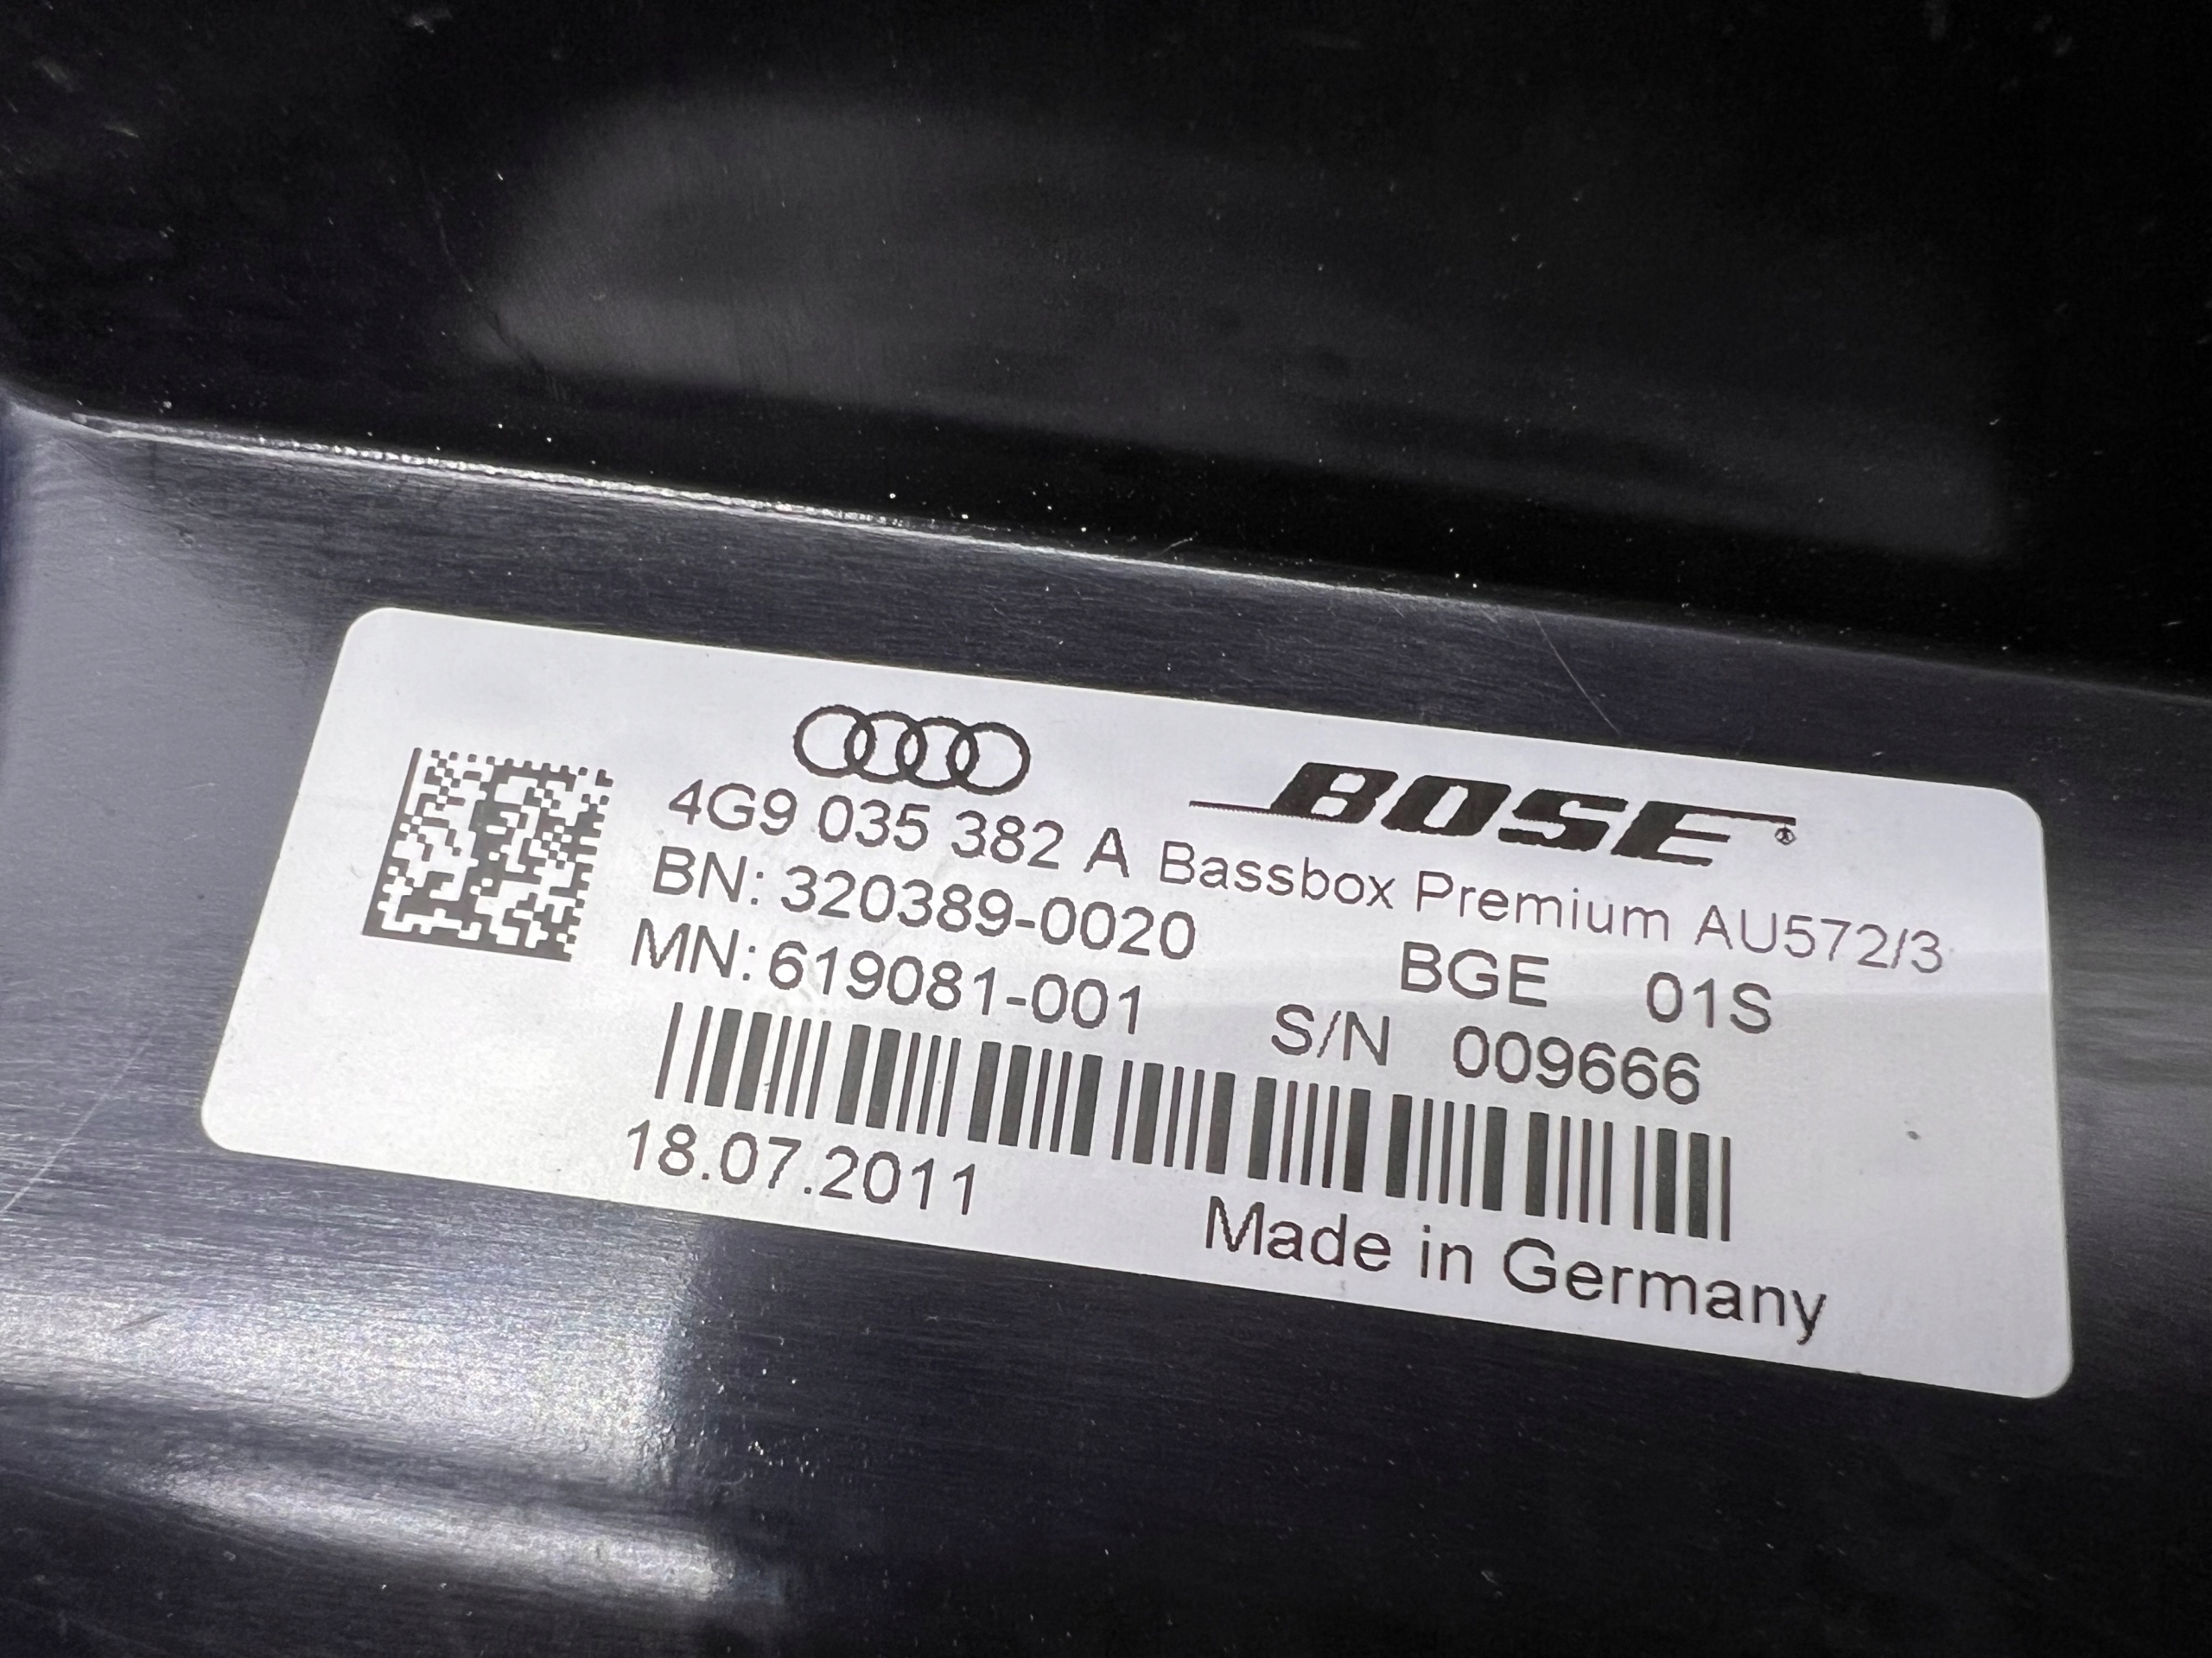 BOSE®
4G9 035 382 A Bassbox Premium AU572/3
BN: 320389-0020 BGE 01S
MN: 619081-001 S/N 009666
18.07.2011
Made in Germany